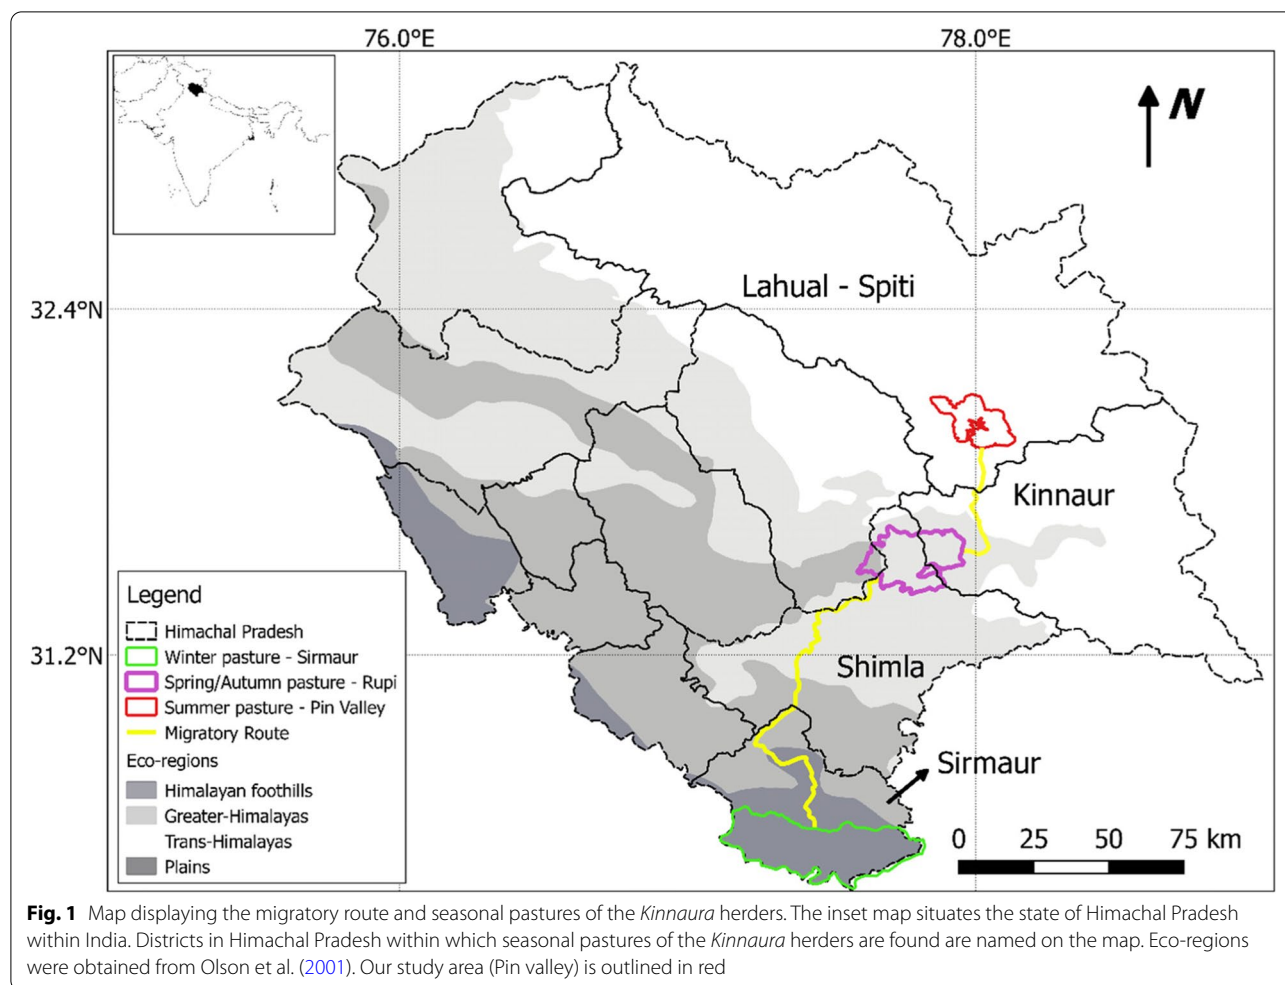 76.0°E 78.0°E
N
32.4°N
Lahual - Spiti
Kinnaur
31.2°N
Shimla
Sirmaur
0 25 50 75 km
Legend
Himachal Pradesh
Winter pasture - Sirmaur
Spring/Autumn pasture - Rupi
Summer pasture - Pin Valley
Migratory Route
Eco-regions
Himalayan foothills
Greater-Himalayas
Trans-Himalayas
Plains
Fig. 1 Map displaying the migratory route and seasonal pastures of the Kinnaura herders. The inset map situates the state of Himachal Pradesh
within India. Districts in Himachal Pradesh within which seasonal pastures of the Kinnaura herders are found are named on the map. Eco-regions
were obtained from Olson et al. (2001). Our study area (Pin valley) is outlined in red